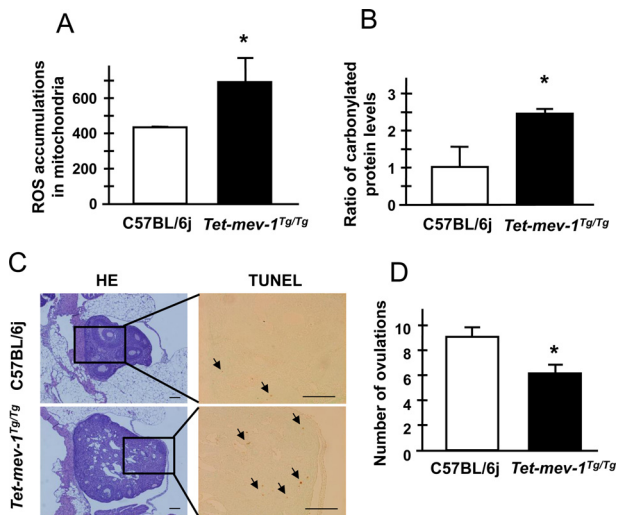 A
*
ROS accumulations
in mitochondria
600
400
200
0
C57BL/6j
Tet-mev-1Tg/Tg
B
*
Ratio of carbonylated
protein levels
3
2
1
0
C57BL/6j
Tet-mev-1Tg/Tg
C
HE
TUNEL
C57BL/6j
Tet-mev-1Tg/Tg
D
*
Number of ovulations
10
8
6
4
2
0
C57BL/6j
Tet-mev-1Tg/Tg